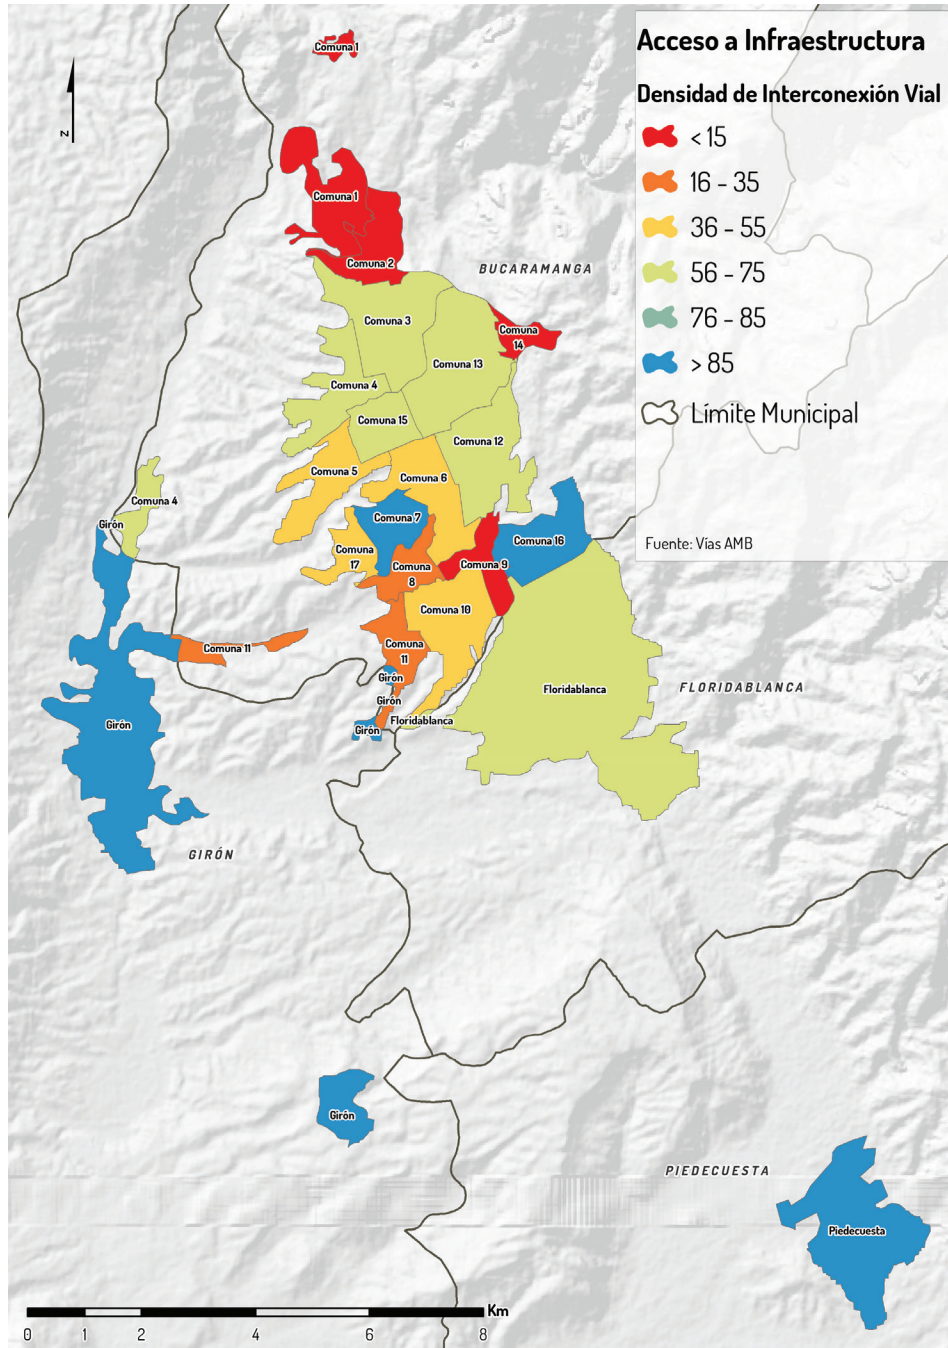 Acceso a Infraestructura
Densidad de Interconexión Vial
< 15
16 - 35
36 - 55
56 - 75
76 - 85
> 85
Límite Municipal
Fuente: Vías AMB
Z
Comuna 1
Comuna 1
Comuna 2
BUCARAMANGA
Comuna 3
Comuna
14
Comuna 13
Comuna 4
Comuna 15
Comuna 12
Comuna 5
Comuna 6
Comuna 4
Girón
Comuna 7
Comuna 16
Comuna
17
Comuna 9
Comuna
8
Comuna 10
Comuna 11
Comuna
11
Girón
Floridablanca
FLORIDABLANCA
Girón
Girón
Floridablanca
Girón
GIRÓN
Girón
PIEDECUESTA
Piedecuesta
Km
0 1 2 4 6 8